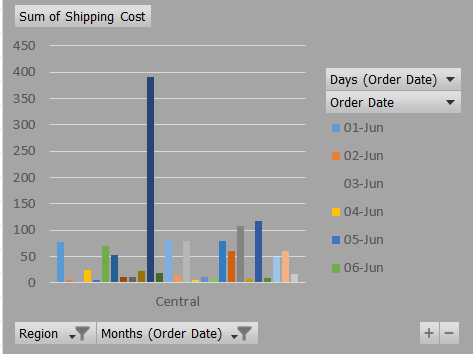 Sum of Shipping Cost
450
400
350
300
250
200
150
100
50
0
Central
Days (Order Date)
Order Date
01-Jun
02-Jun
03-Jun
04-Jun
05-Jun
06-Jun
Region
Months (Order Date)
+ −